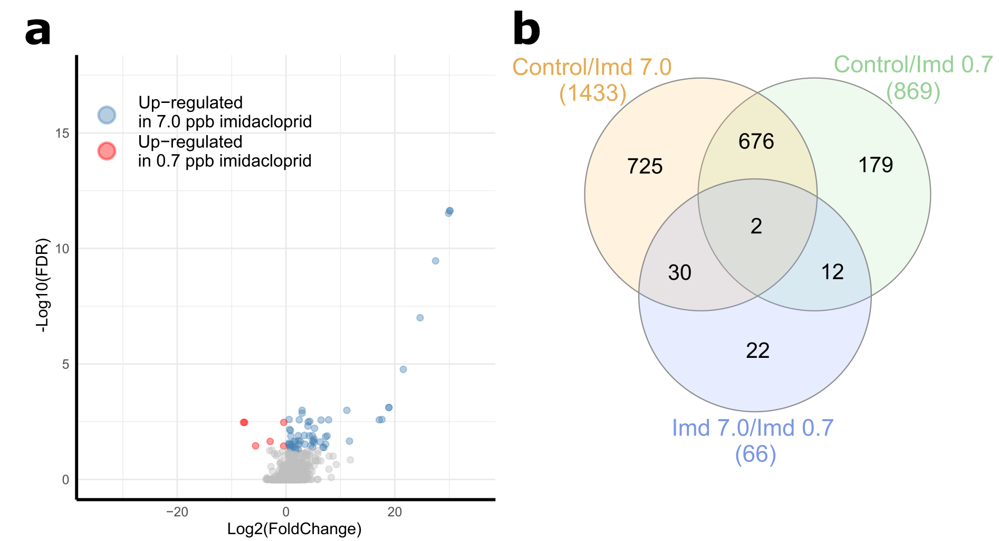 a
Up−regulated
in 7.0 ppb imidacloprid
Up−regulated
in 0.7 ppb imidacloprid
15
10
5
0
-Log10(FDR)
−20
0
20
Log2(FoldChange)
b
Control/Imd 7.0
(1433)
Control/Imd 0.7
(869)
676
725
179
2
30
12
22
Imd 7.0/Imd 0.7
(66)